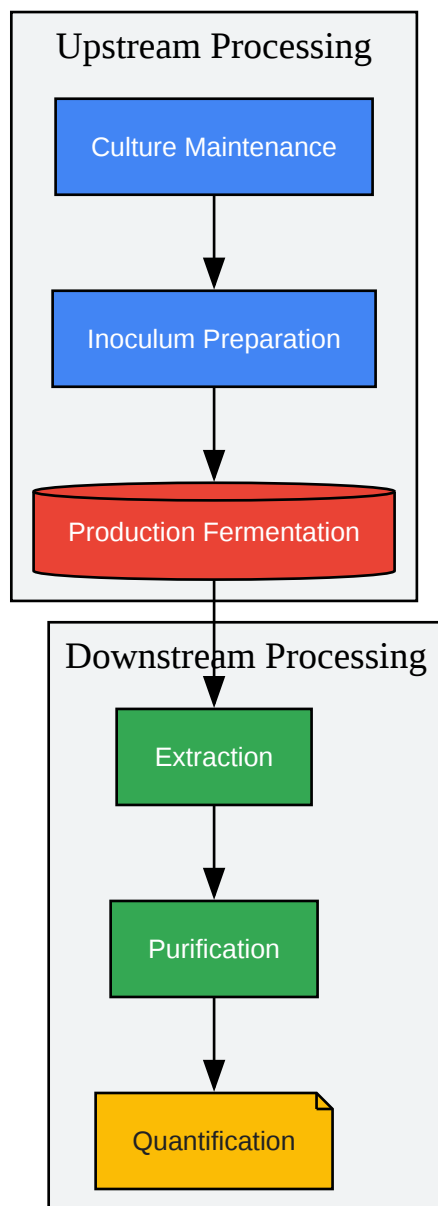 Upstream Processing
Culture Maintenance
Inoculum Preparation
Production Fermentation
Downstream Processing
Extraction
Purification
Quantification